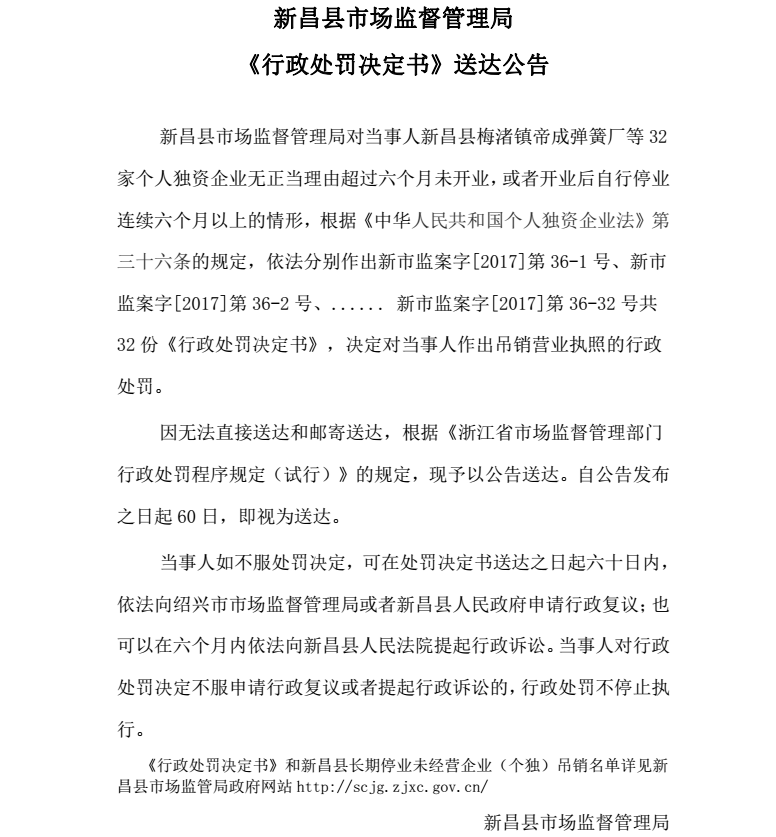 新昌县市场监督管理局
《行政处罚决定书》送达公告
新昌县市场监督管理局对当事人新昌县梅渚镇帝成弹簧厂等 32
家个人独资企业无正当理由超过六个月未开业，或者开业后自行停业
连续六个月以上的情形，根据《中华人民共和国个人独资企业法》第
三十六条的规定，依法分别作出新市监案字[2017]第 36-1 号、新市
监案字[2017]第 36-2 号、...... 新市监案字[2017]第 36-32 号共
32 份《行政处罚决定书》，决定对当事人作出吊销营业执照的行政
处罚。
因无法直接送达和邮寄送达，根据《浙江省市场监督管理部门
行政处罚程序规定（试行）》的规定，现予以公告送达。自公告发布
之日起 60 日，即视为送达。
当事人如不服处罚决定，可在处罚决定书送达之日起六十日内，
依法向绍兴市市场监督管理局或者新昌县人民政府申请行政复议；也
可以在六个月内依法向新昌县人民法院提起行政诉讼。当事人对行政
处罚决定不服申请行政复议或者提起行政诉讼的，行政处罚不停止执
行。
《行政处罚决定书》和新昌县长期停业未经营企业（个独）吊销名单详见新
昌县市场监管局政府网站 http://scjg.zjxc.gov.cn/
新昌县市场监督管理局